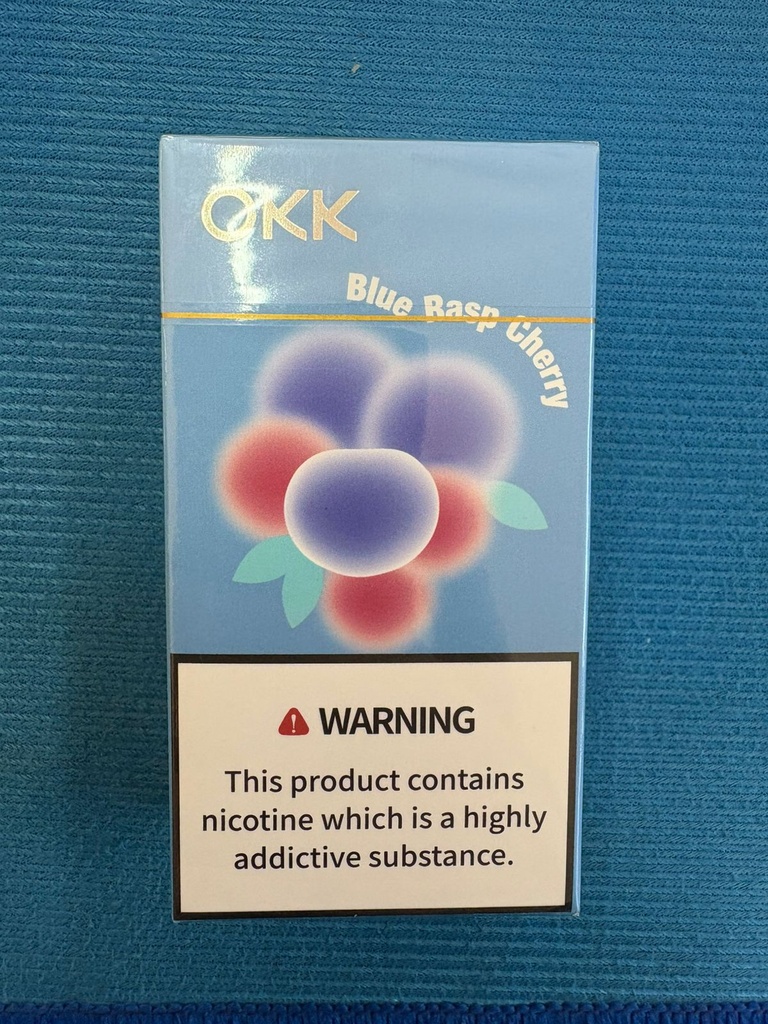 OKK
Blue Rasp Cherry
WARNING
This product contains
nicotine which is a highly
addictive substance.